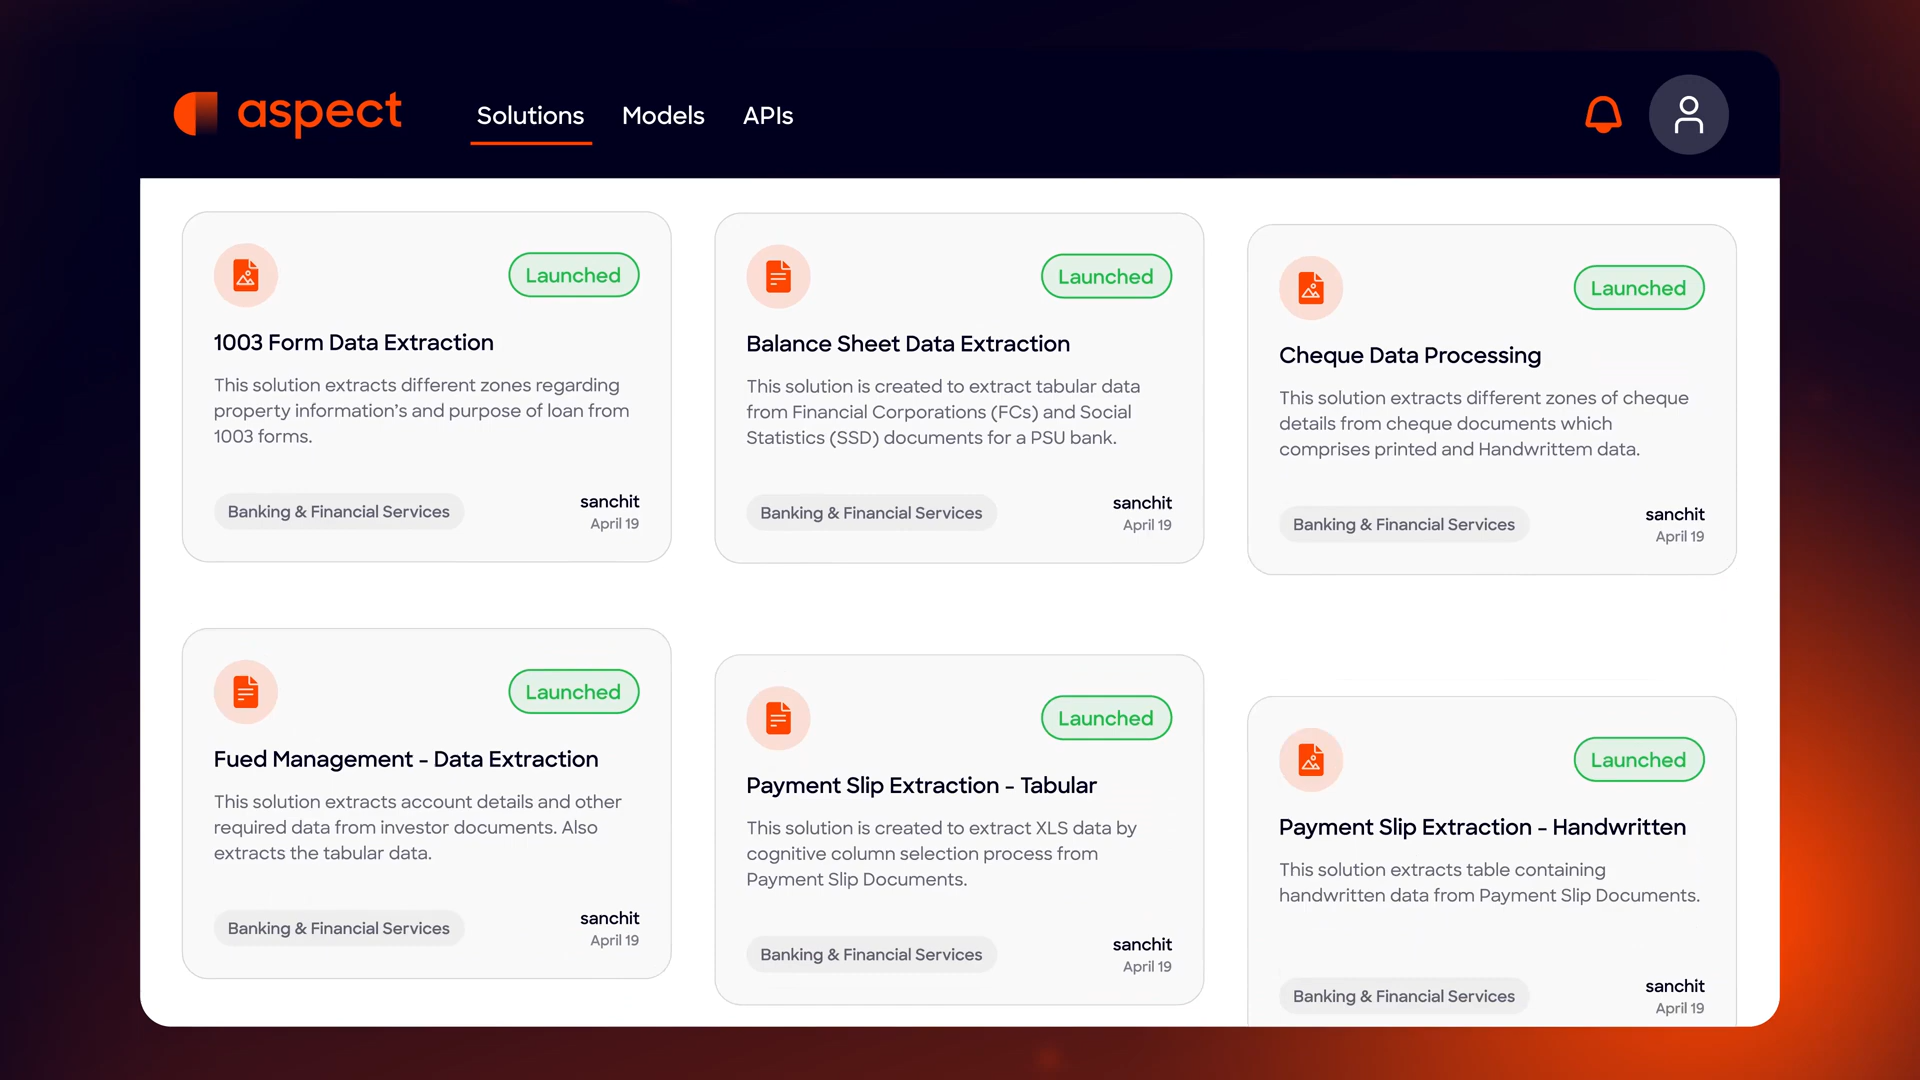 aspect
Solutions
Models
APIs
Launched
1003 Form Data Extraction
This solution extracts different zones regarding
property information's and purpose of loan from
1003 forms.
Banking & Financial Services
sanchit
April 19
Launched
Balance Sheet Data Extraction
This solution is created to extract tabular data
from Financial Corporations (FCs) and Social
Statistics (SSD) documents for a PSU bank.
Banking & Financial Services
sanchit
April 19
Launched
Cheque Data Processing
This solution extracts different zones of cheque
details from cheque documents which
comprises printed and Handwrittem data.
Banking & Financial Services
sanchit
April 19
Launched
Fued Management - Data Extraction
This solution extracts account details and other
required data from investor documents. Also
extracts the tabular data.
Banking & Financial Services
sanchit
April 19
Launched
Payment Slip Extraction - Tabular
This solution is created to extract XLS data by
cognitive column selection process from
Payment Slip Documents.
Banking & Financial Services
sanchit
April 19
Launched
Payment Slip Extraction - Handwritten
This solution extracts table containing
handwritten data from Payment Slip Documents.
Banking & Financial Services
sanchit
April 19